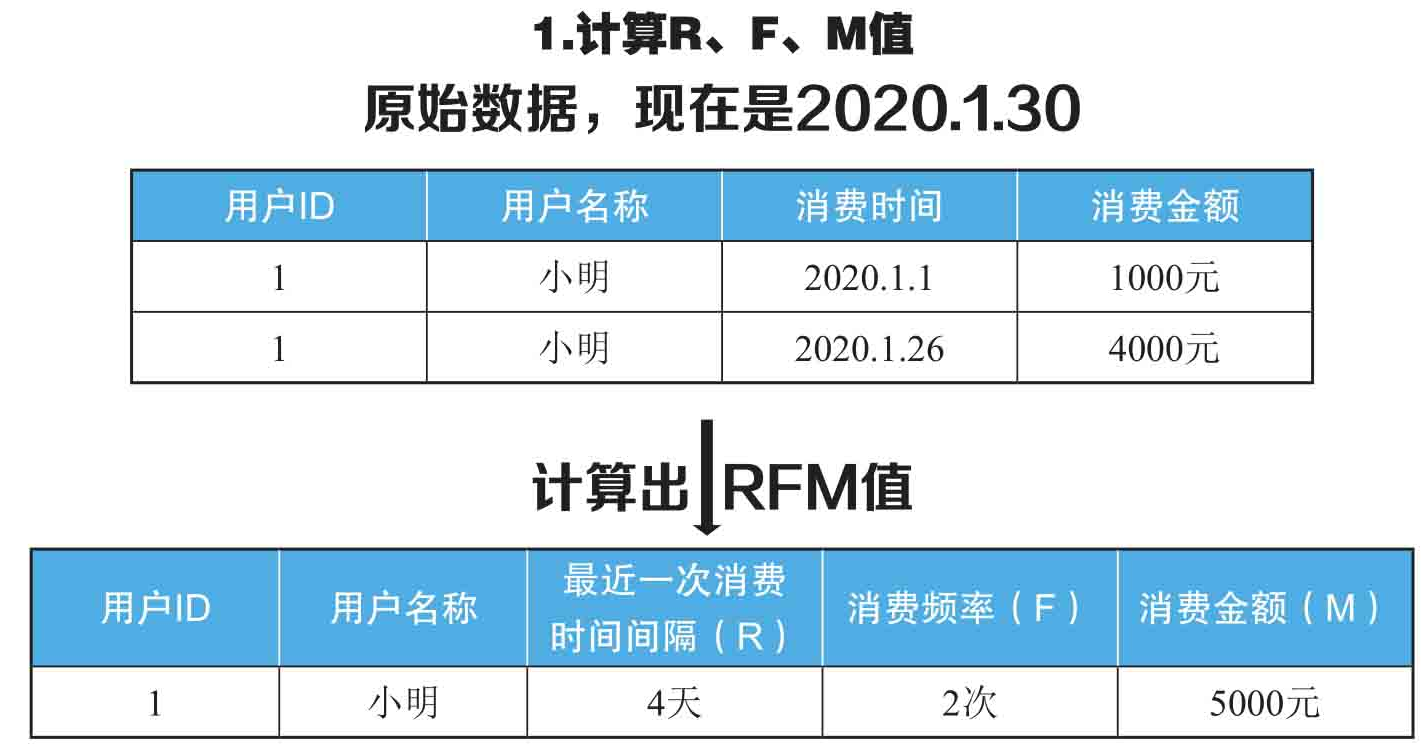 1.计算R、F、M值
原始数据，现在是2020.1.30
用户ID 用户名称 消费时间 消费金额
1 小明 2020.1.1 1000元
1 小明 2020.1.26 4000元
计算出 RFM值
用户ID 用户名称 最近一次消费 消费频率（F） 消费金额（M）
时间间隔（R）
1 小明 4天 2次 5000元